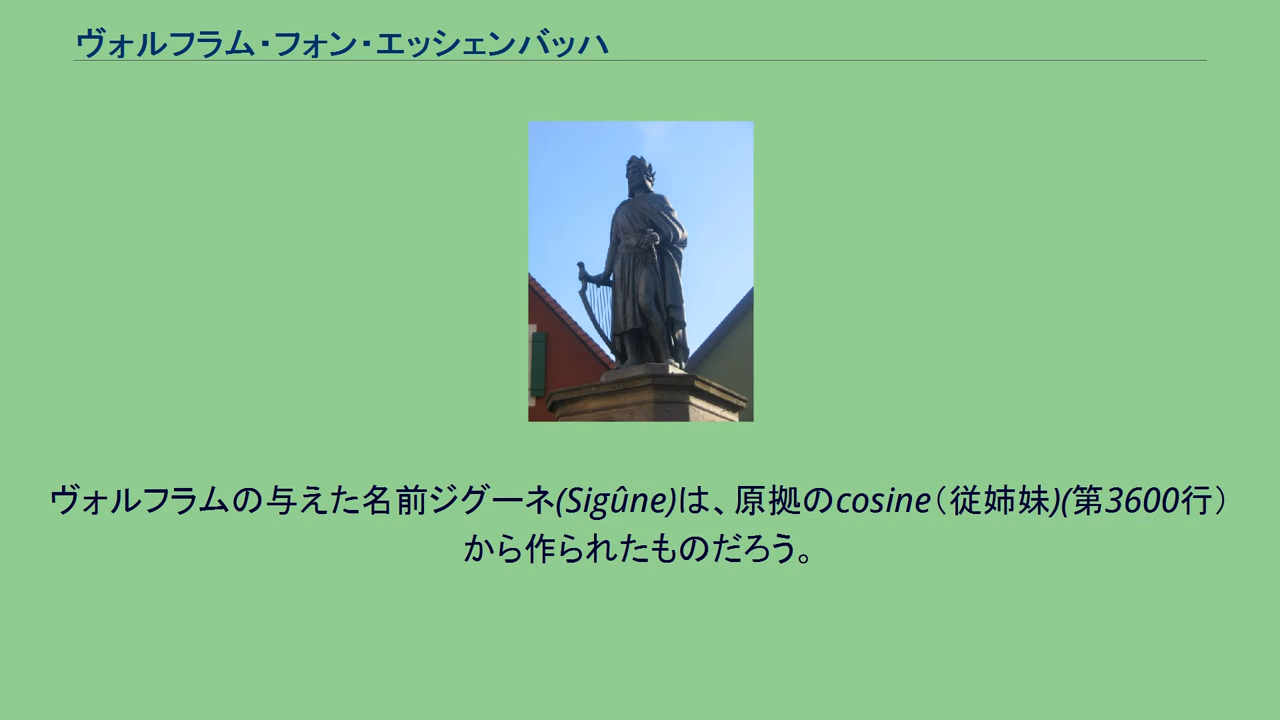 ヴォルフラム・フォン・エッシェンバッハ
ヴォルフラムの与えた名前ジグーネ(Sigûne)は、原拠のcosine（従姉妹)(第3600行）
から作られたものだろう。